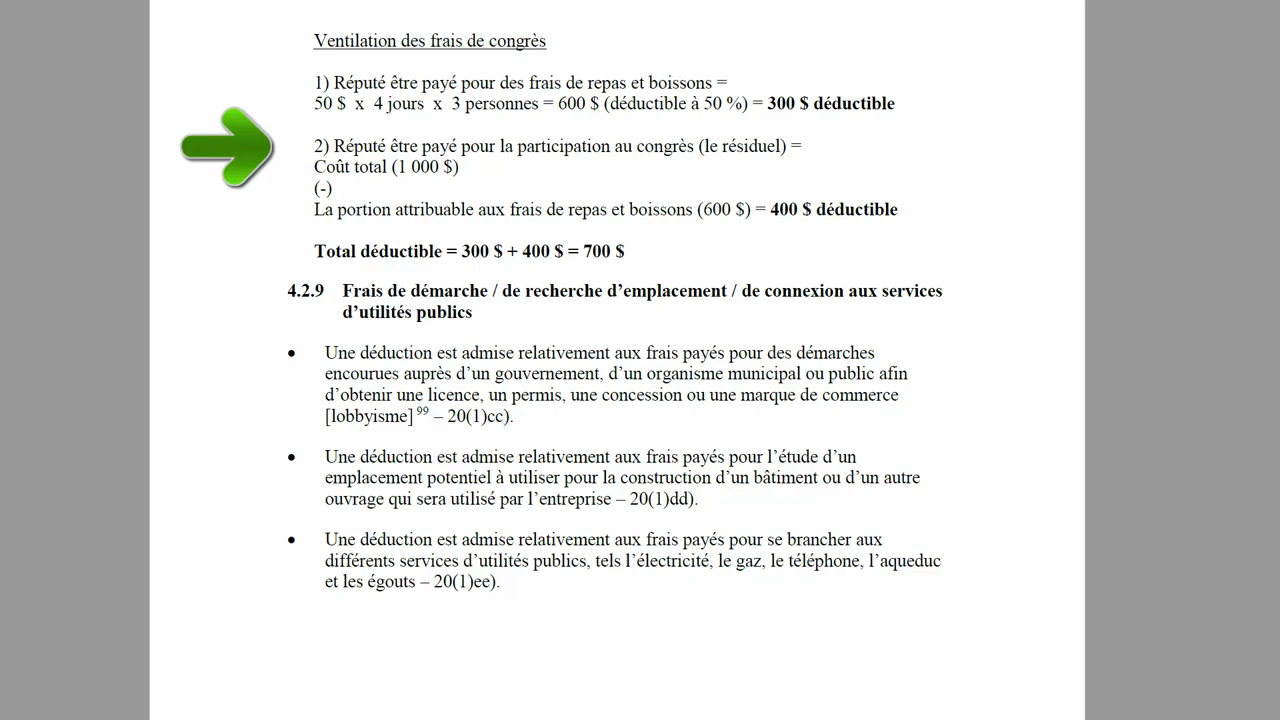 Ventilation des frais de congrès
1) Réputé être payé pour des frais de repas et boissons =
50 $ x 4 jours x 3 personnes = 600 $ (déductible à 50 %) = 300 $ déductible
2) Réputé être payé pour la participation au congrès (le résiduel) =
Coût total (1 000 $)
(-)
La portion attribuable aux frais de repas et boissons (600 $) = 400 $ déductible
Total déductible = 300 $ + 400 $ = 700 $
4.2.9 Frais de démarche / de recherche d’emplacement / de connexion aux services
d’utilités publics
• Une déduction est admise relativement aux frais payés pour des démarches
encourues auprès d’un gouvernement, d’un organisme municipal ou public afin
d’obtenir une licence, un permis, une concession ou une marque de commerce
[lobbyisme] 99 – 20(1)cc).
• Une déduction est admise relativement aux frais payés pour l’étude d’un
emplacement potentiel à utiliser pour la construction d’un bâtiment ou d’un autre
ouvrage qui sera utilisé par l’entreprise – 20(1)dd).
• Une déduction est admise relativement aux frais payés pour se brancher aux
différents services d’utilités publics, tels l’électricité, le gaz, le téléphone, l’aqueduc
et les égouts – 20(1)ee).